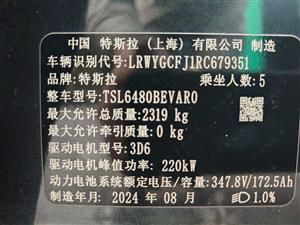 中国 特斯拉（上海）有限公司 制造
车辆识别代号：LRWYGCFJ1RC679351
品牌：特斯拉 乘坐人数：5
整车型号：TSL6480BEVAR0
最大允许总质量：2319 kg
最大允许牵引质量：0 kg
驱动电机型号：3D6
驱动电机峰值功率：220kW
动力电池系统额定电压/容量：347.8V/172.5Ah
制造年月：2024 年 08 月 1.0%